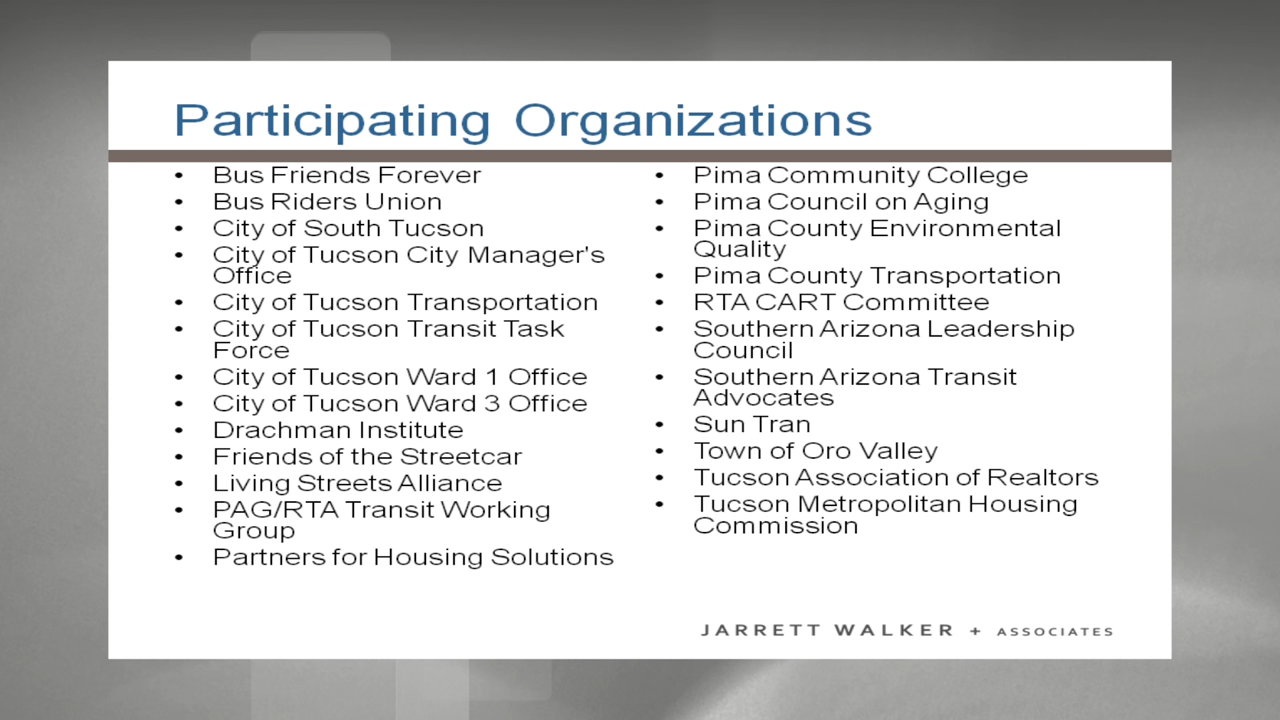 Participating Organizations
• Bus Friends Forever
• Bus Riders Union
• City of South Tucson
• City of Tucson City Manager's
Office
• City of Tucson Transportation
• City of Tucson Transit Task
Force
• City of Tucson Ward 1 Office
• City of Tucson Ward 3 Office
• Drachman Institute
• Friends of the Streetcar
• Living Streets Alliance
• PAG/RTA Transit Working
Group
• Partners for Housing Solutions
• Pima Community College
• Pima Council on Aging
• Pima County Environmental
Quality
• Pima County Transportation
• RTA CART Committee
• Southern Arizona Leadership
Council
• Southern Arizona Transit
Advocates
• Sun Tran
• Town of Oro Valley
• Tucson Association of Realtors
• Tucson Metropolitan Housing
Commission
JARRETT WALKER + ASSOCIATES